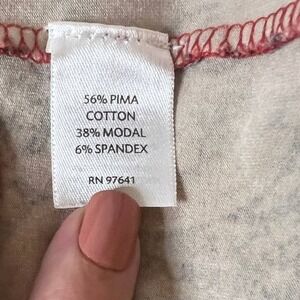 56% PIMA
COTTON
38% MODAL
6% SPANDEX
RN 97641